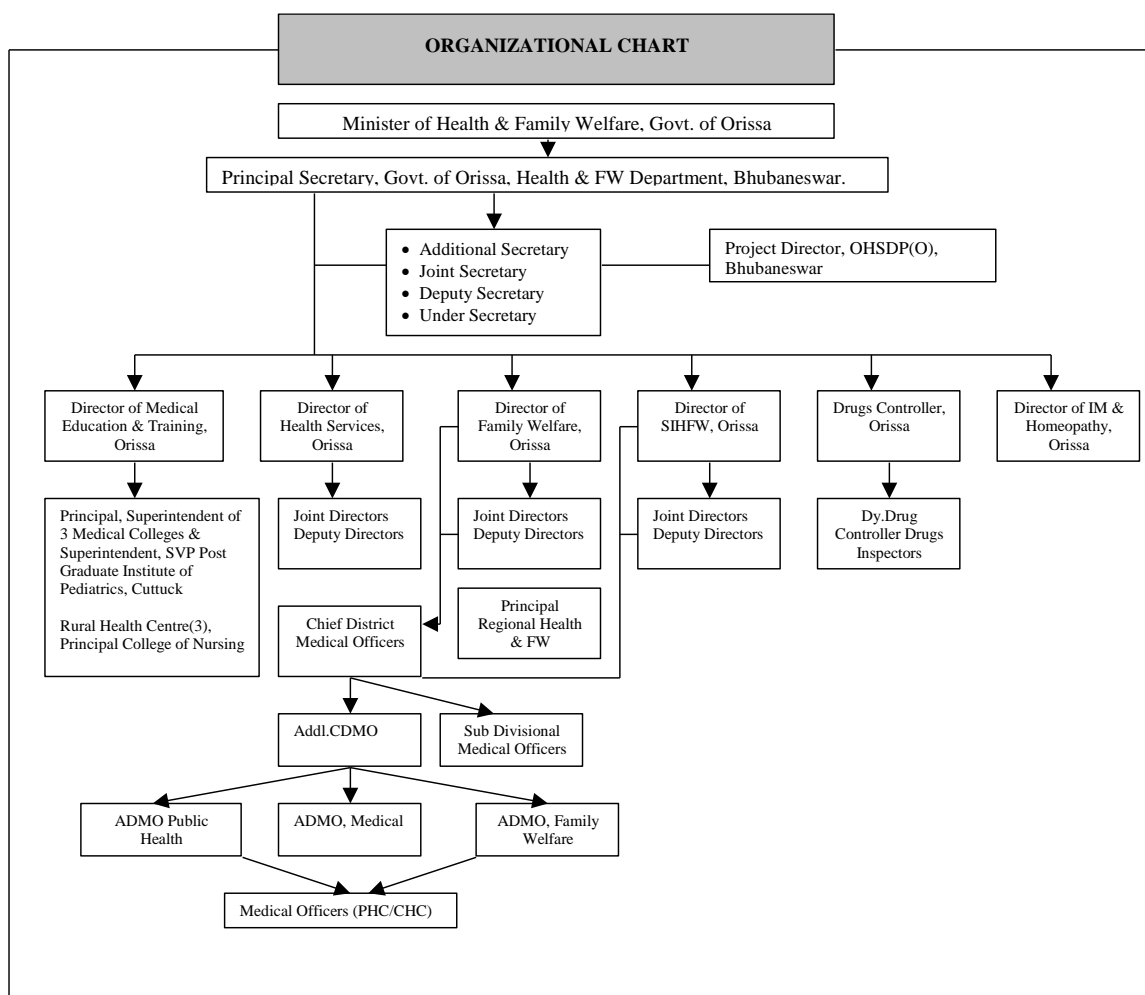 ORGANIZATIONAL CHART
Minister of Health & Family Welfare, Govt. of Orissa
Principal Secretary, Govt. of Orissa, Health & FW Department, Bhubaneswar.
• Additional Secretary
• Joint Secretary
• Deputy Secretary
• Under Secretary
Project Director, OHSDP(O),
Bhubaneswar
Director of Medical
Education & Training,
Orissa
Director of
Health Services,
Orissa
Director of
Family Welfare,
Orissa
Director of
SIHFW, Orissa
Drugs Controller,
Orissa
Director of IM &
Homeopathy,
Orissa
Principal, Superintendent of
3 Medical Colleges &
Superintendent, SVP Post
Graduate Institute of
Pediatrics, Cuttuck
Rural Health Centre(3),
Principal College of Nursing
Joint Directors
Deputy Directors
Joint Directors
Deputy Directors
Joint Directors
Deputy Directors
Dy.Drug
Controller Drugs
Inspectors
Chief District
Medical Officers
Principal
Regional Health
& FW
Addl.CDMO
Sub Divisional
Medical Officers
ADMO Public
Health
ADMO, Medical
ADMO, Family
Welfare
Medical Officers (PHC/CHC)